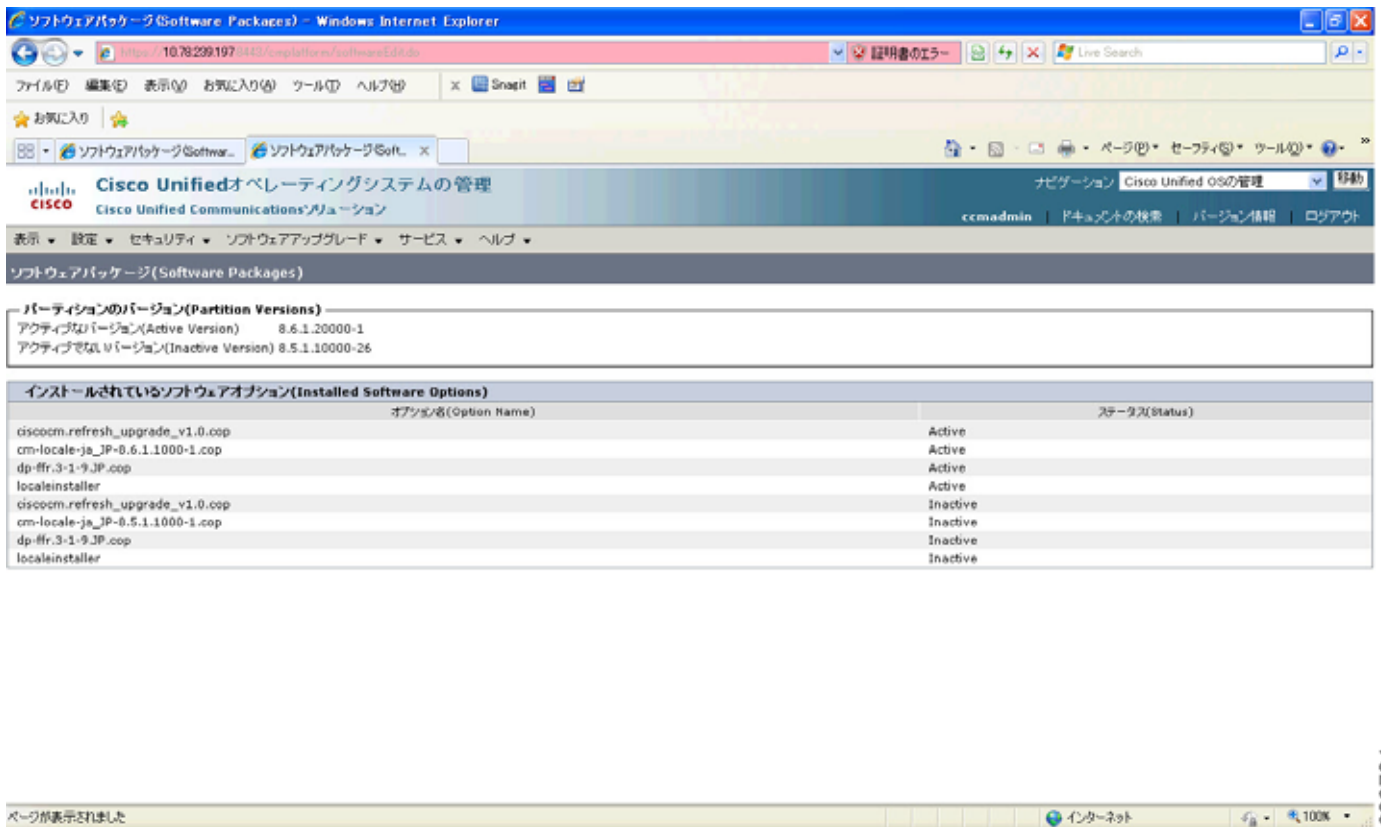 ソフトウェアパッケージ(Software Packages) - Windows Internet Explorer
https://10.78.239.197:8443/cmplatform/softwareEdit.do 証明書のエラー Live Search
ファイル(F) 編集(E) 表示(V) お気に入り(A) ツール(T) ヘルプ(H) x Snagit
お気に入り
ソフトウェアパッケージ(Softwar... ソフトウェアパッケージ(Soft... x ページ(P) セーフティ(S) ツール(O) »
cisco Cisco Unifiedオペレーティングシステムの管理 ナビゲーション Cisco Unified OSの管理 移動
Cisco Unified Communicationsソリューション ccmadmin | ドキュメントの検索 | バージョン情報 | ログアウト
表示 設定 セキュリティ ソフトウェアアップグレード サービス ヘルプ
ソフトウェアパッケージ(Software Packages)
パーティションのバージョン(Partition Versions)
アクティブなバージョン(Active Version) 8.6.1.20000-1
アクティブでないバージョン(Inactive Version) 8.5.1.10000-26
インストールされているソフトウェアオプション(Installed Software Options)
オプション名(Option Name) ステータス(Status)
ciscocm.refresh_upgrade_v1.0.cop Active
cm-locale-ja_JP-8.6.1.1000-1.cop Active
dp-ffr.3-1-9.JP.cop Active
localeinstaller Active
ciscocm.refresh_upgrade_v1.0.cop Inactive
cm-locale-ja_JP-8.5.1.1000-1.cop Inactive
dp-ffr.3-1-9.JP.cop Inactive
localeinstaller Inactive
ページが表示されました インターネット 100%